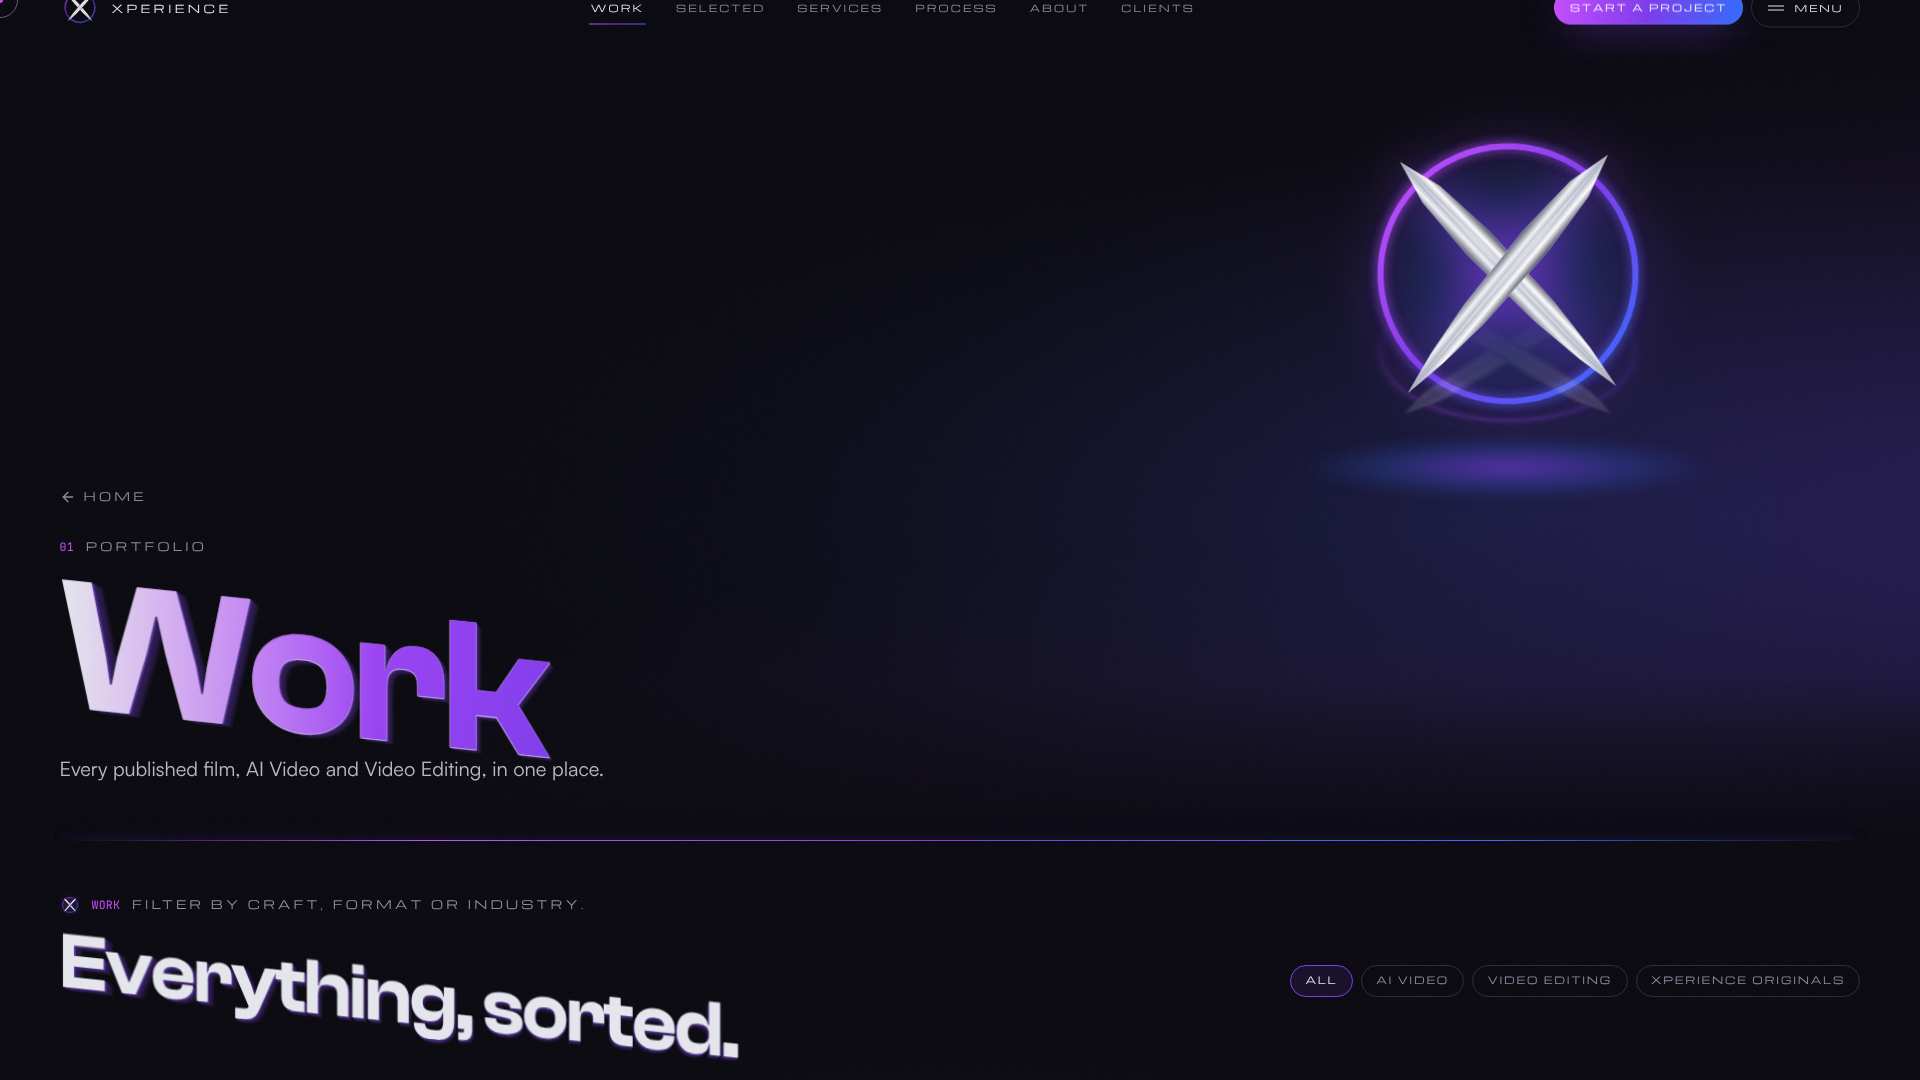 XPERIENCE
WORK SELECTED SERVICES PROCESS ABOUT CLIENTS
START A PROJECT
MENU
HOME
01 PORTFOLIO
Work
Every published film, AI Video and Video Editing, in one place.
WORK FILTER BY CRAFT, FORMAT OR INDUSTRY.
Everything, sorted.
ALL AI VIDEO VIDEO EDITING XPERIENCE ORIGINALS